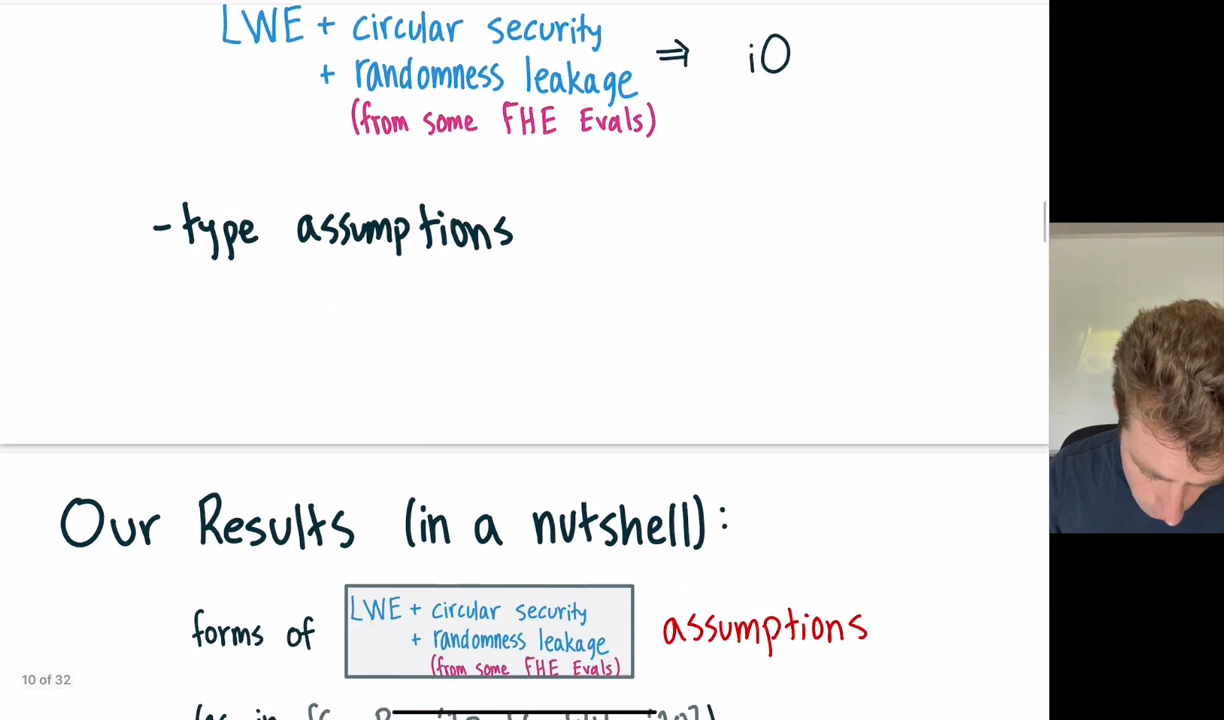 LWE + circular security
+ randomness leakage ⇒ iO
(from some FHE Evals)
-type assumptions
Our Results (in a nutshell):
forms of LWE + circular security assumptions
+ randomness leakage
(from some FHE Evals)
10 of 32